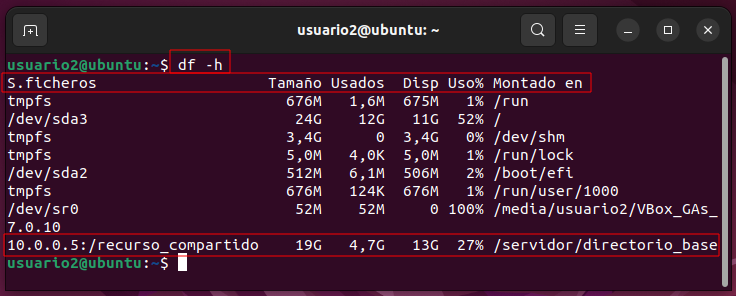 usuario2@ubuntu: ~
usuario2@ubuntu:~$ df -h
S.ficheros Tamaño Usados Disp Uso% Montado en
tmpfs 676M 1,6M 675M 1% /run
/dev/sda3 24G 12G 11G 52% /
tmpfs 3,4G 0 3,4G 0% /dev/shm
tmpfs 5,0M 4,0K 5,0M 1% /run/lock
/dev/sda2 512M 6,1M 506M 2% /boot/efi
tmpfs 676M 124K 676M 1% /run/user/1000
/dev/sr0 52M 52M 0 100% /media/usuario2/VBox_GAs_
7.0.10
10.0.0.5:/recurso_compartido 19G 4,7G 13G 27% /servidor/directorio_base
usuario2@ubuntu:~$